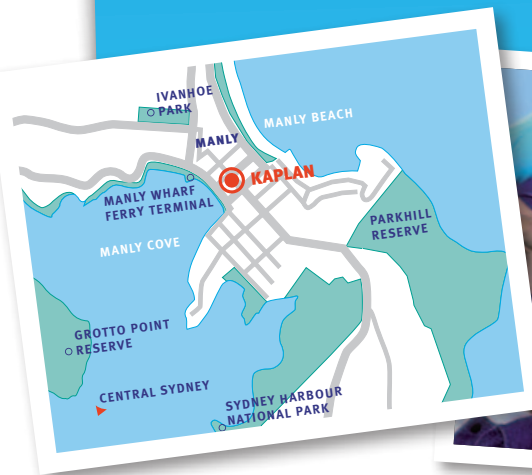 IVANHOE
PARK
MANLY BEACH
MANLY
KAPLAN
MANLY WHARF
FERRY TERMINAL
PARKHILL
RESERVE
MANLY COVE
GROTTO POINT
RESERVE
CENTRAL SYDNEY
SYDNEY HARBOUR
NATIONAL PARK